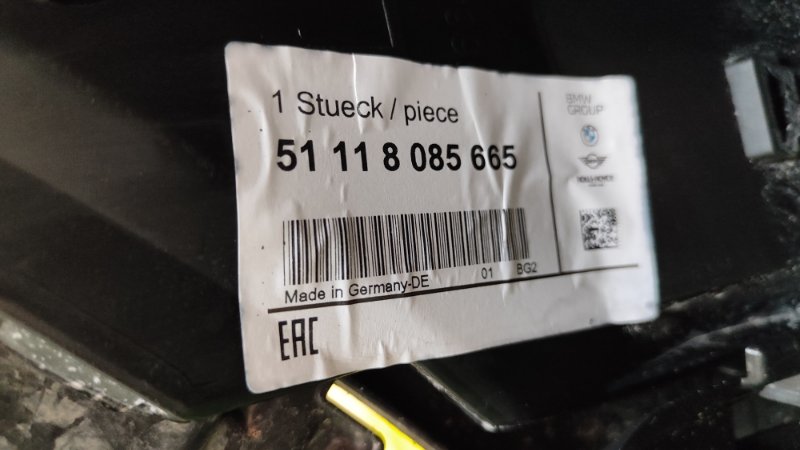 1 Stueck / piece
51 11 8 085 665
Made in Germany-DE 01 BG2
EAC
BMW
GROUP